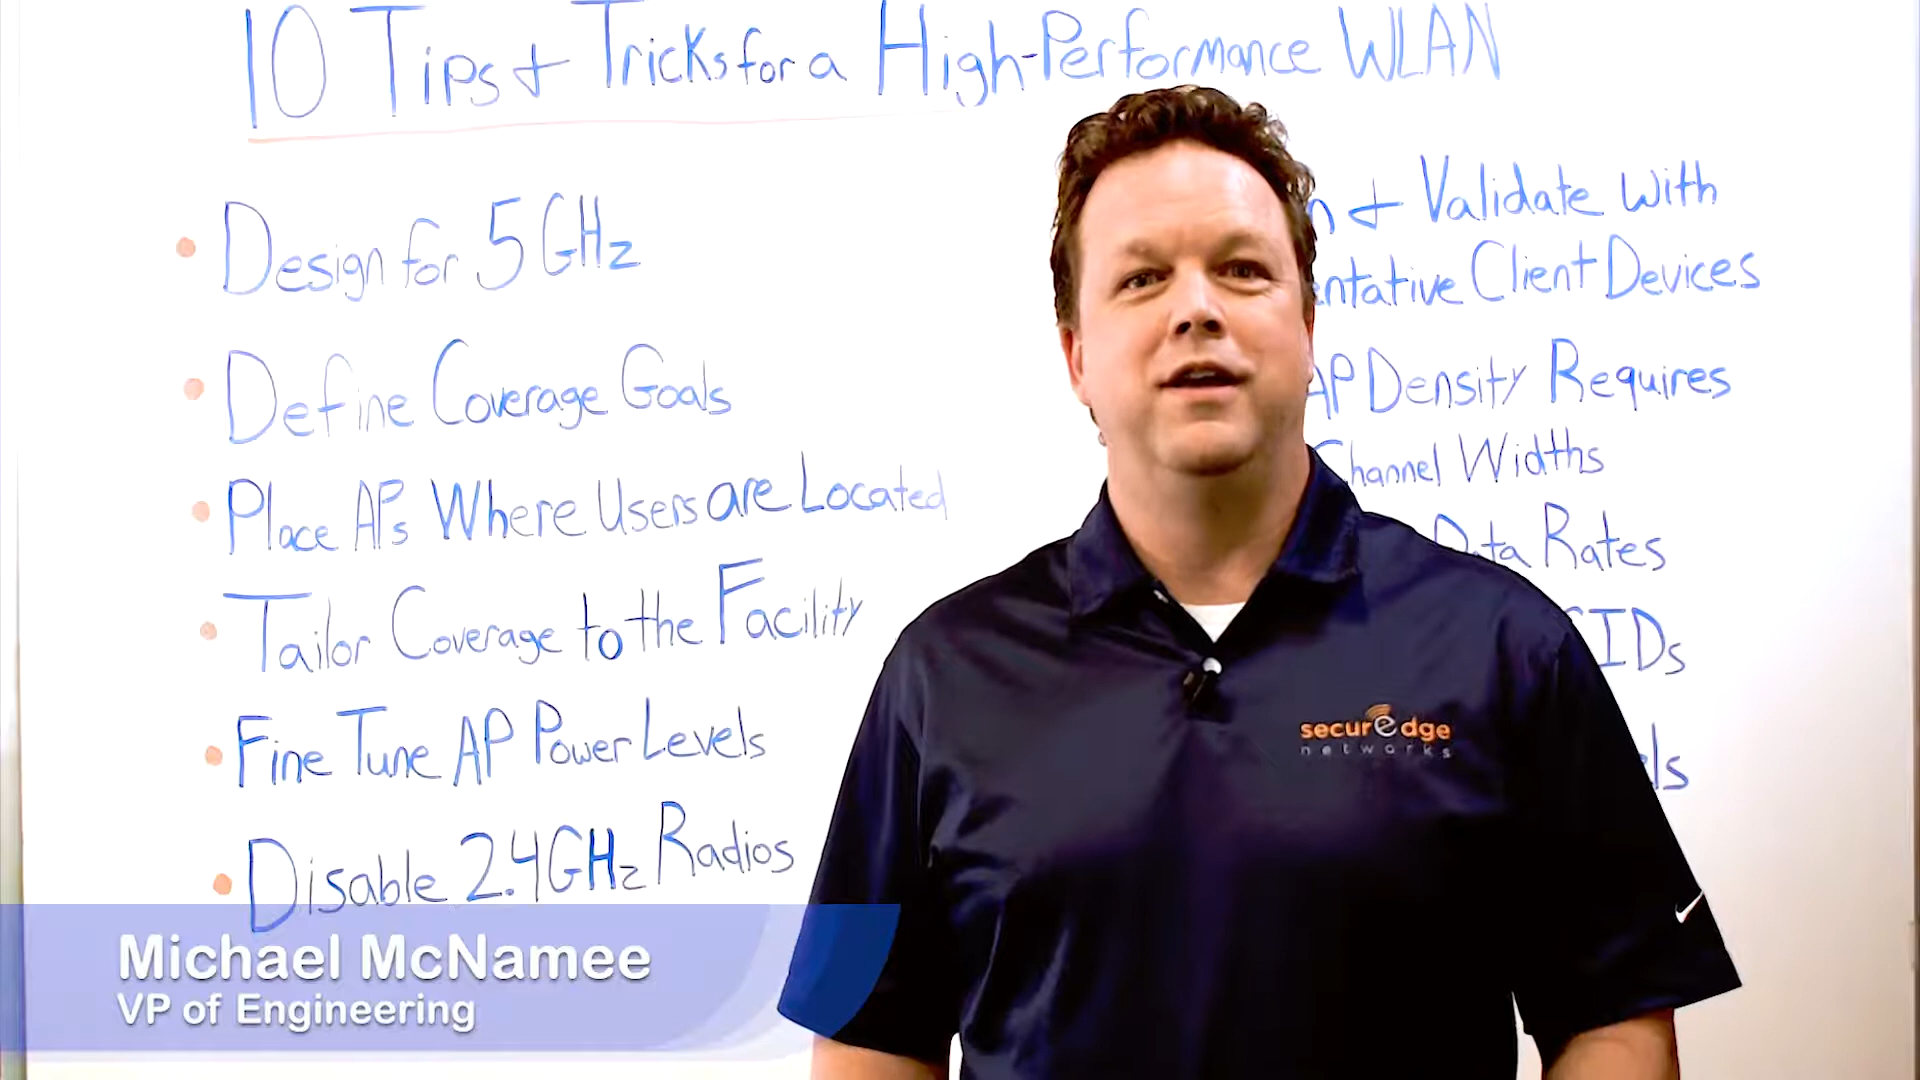 10 Tips & Tricks for a High-Performance WLAN
Design for 5 GHz
Define Coverage Goals
Place APs Where Users are Located
Tailor Coverage to the Facility
Fine Tune AP Power Levels
Disable 2.4GHz Radios
& Validate with
Client Devices
AP Density Requires
Channel Widths
Data Rates
securedge
networks
Michael McNamee
VP of Engineering